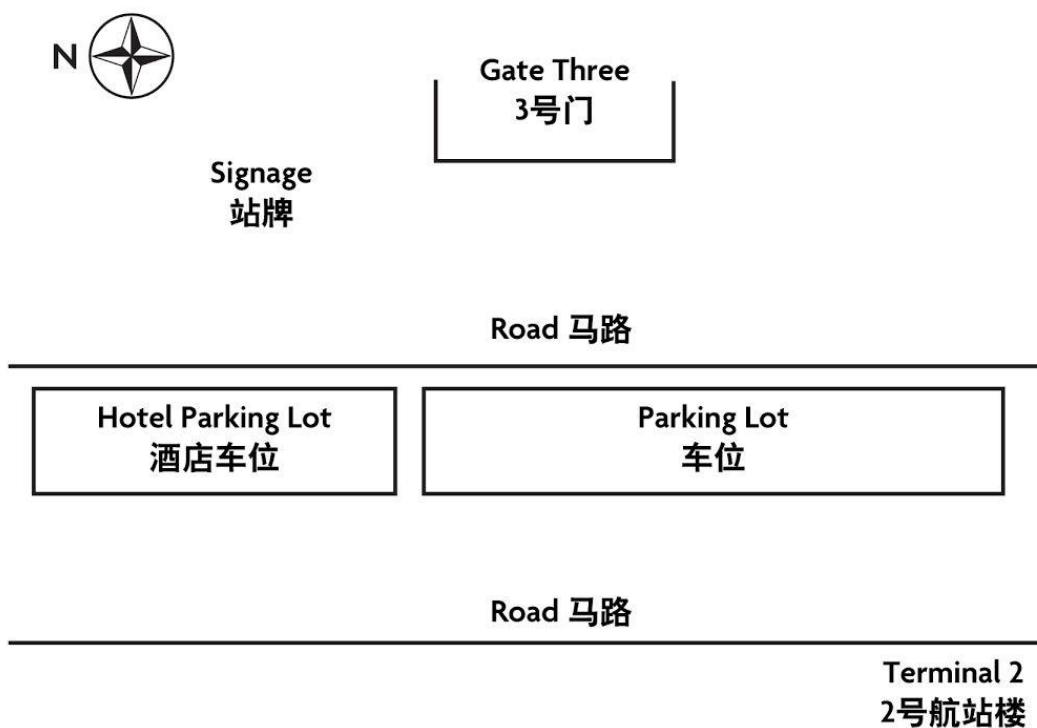 N
Gate Three
3号门
Signage
站牌
Road 马路
Hotel Parking Lot
酒店车位
Parking Lot
车位
Road 马路
Terminal 2
2号航站楼